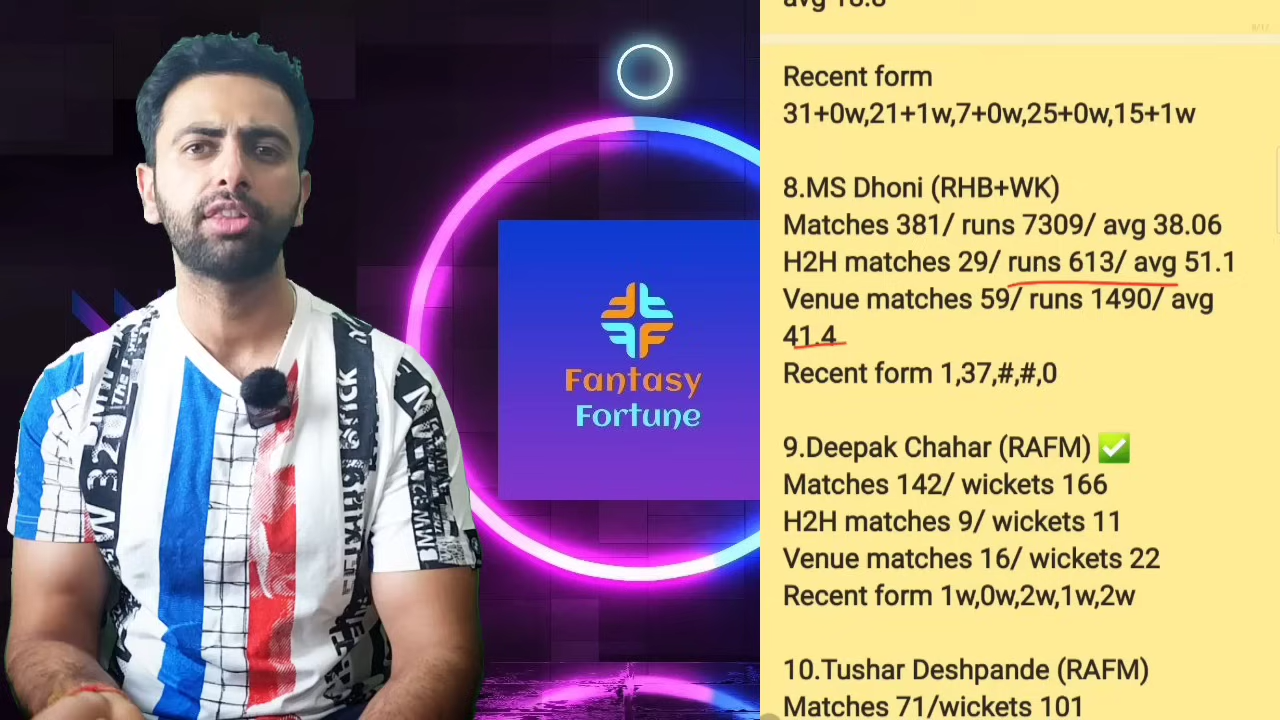 avg 18.8
Recent form
31+0w,21+1w,7+0w,25+0w,15+1w
8.MS Dhoni (RHB+WK)
Matches 381/ runs 7309/ avg 38.06
H2H matches 29/ runs 613/ avg 51.1
Venue matches 59/ runs 1490/ avg
41.4
Recent form 1,37,#,#,0
9.Deepak Chahar (RAFM) ✅
Matches 142/ wickets 166
H2H matches 9/ wickets 11
Venue matches 16/ wickets 22
Recent form 1w,0w,2w,1w,2w
10.Tushar Deshpande (RAFM)
Matches 71/wickets 101
Fantasy
Fortune